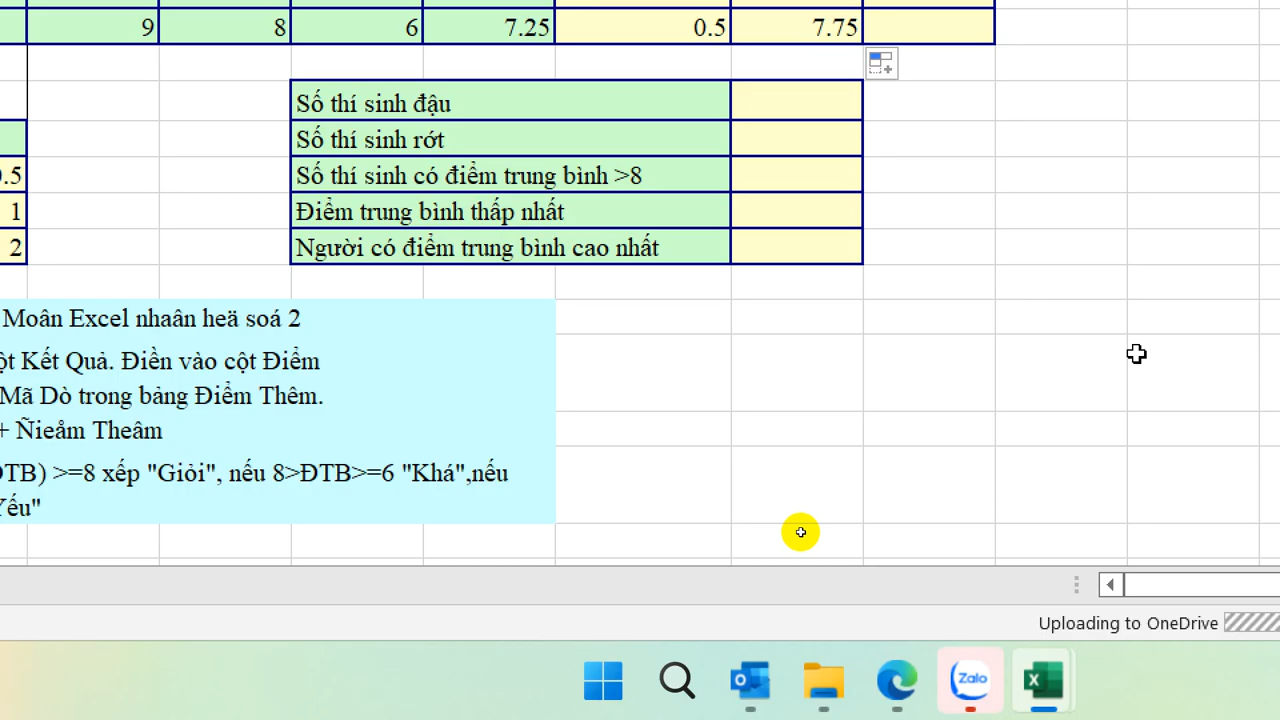 9 8 6 7.25 0.5 7.75
Số thí sinh đậu
Số thí sinh rớt
.5 Số thí sinh có điểm trung bình >8
1 Điểm trung bình thấp nhất
2 Người có điểm trung bình cao nhất
Moân Excel nhaân heä soá 2
ột Kết Quả. Điền vào cột Điểm
Mã Dò trong bảng Điểm Thêm.
+ Ñieåm Theâm
ĐTB) >=8 xếp "Giỏi", nếu 8>ĐTB>=6 "Khá",nếu
Yếu"
Uploading to OneDrive
Zalo